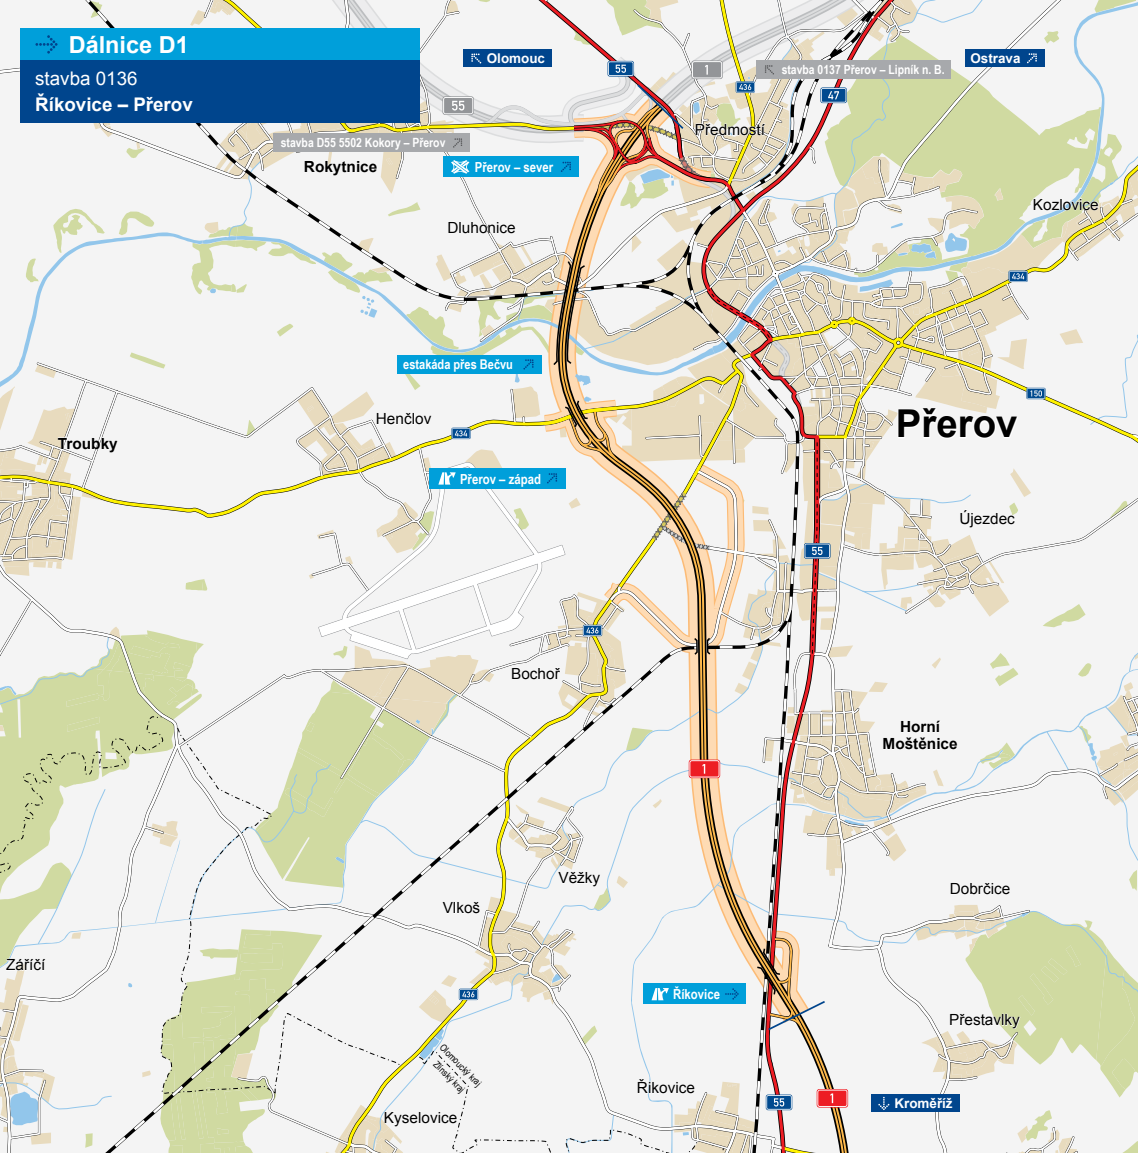 Dálnice D1
stavba 0136
Říkovice – Přerov
Olomouc
Ostrava
55
1
stavba 0137 Přerov – Lipník n. B.
436
47
55
Předmostí
stavba D55 5502 Kokory – Přerov
Rokytnice
Přerov – sever
Kozlovice
Dluhonice
434
estakáda přes Bečvu
150
Henčlov
434
Přerov
Troubky
Přerov – západ
Újezdec
55
436
Bochoř
Horní
Moštěnice
1
Věžky
Vlkoš
Dobrčice
Záříčí
436
Říkovice
Přestavlky
Olomoucký kraj
Zlínský kraj
Říkovice
55
1
Kroměříž
Kyselovice